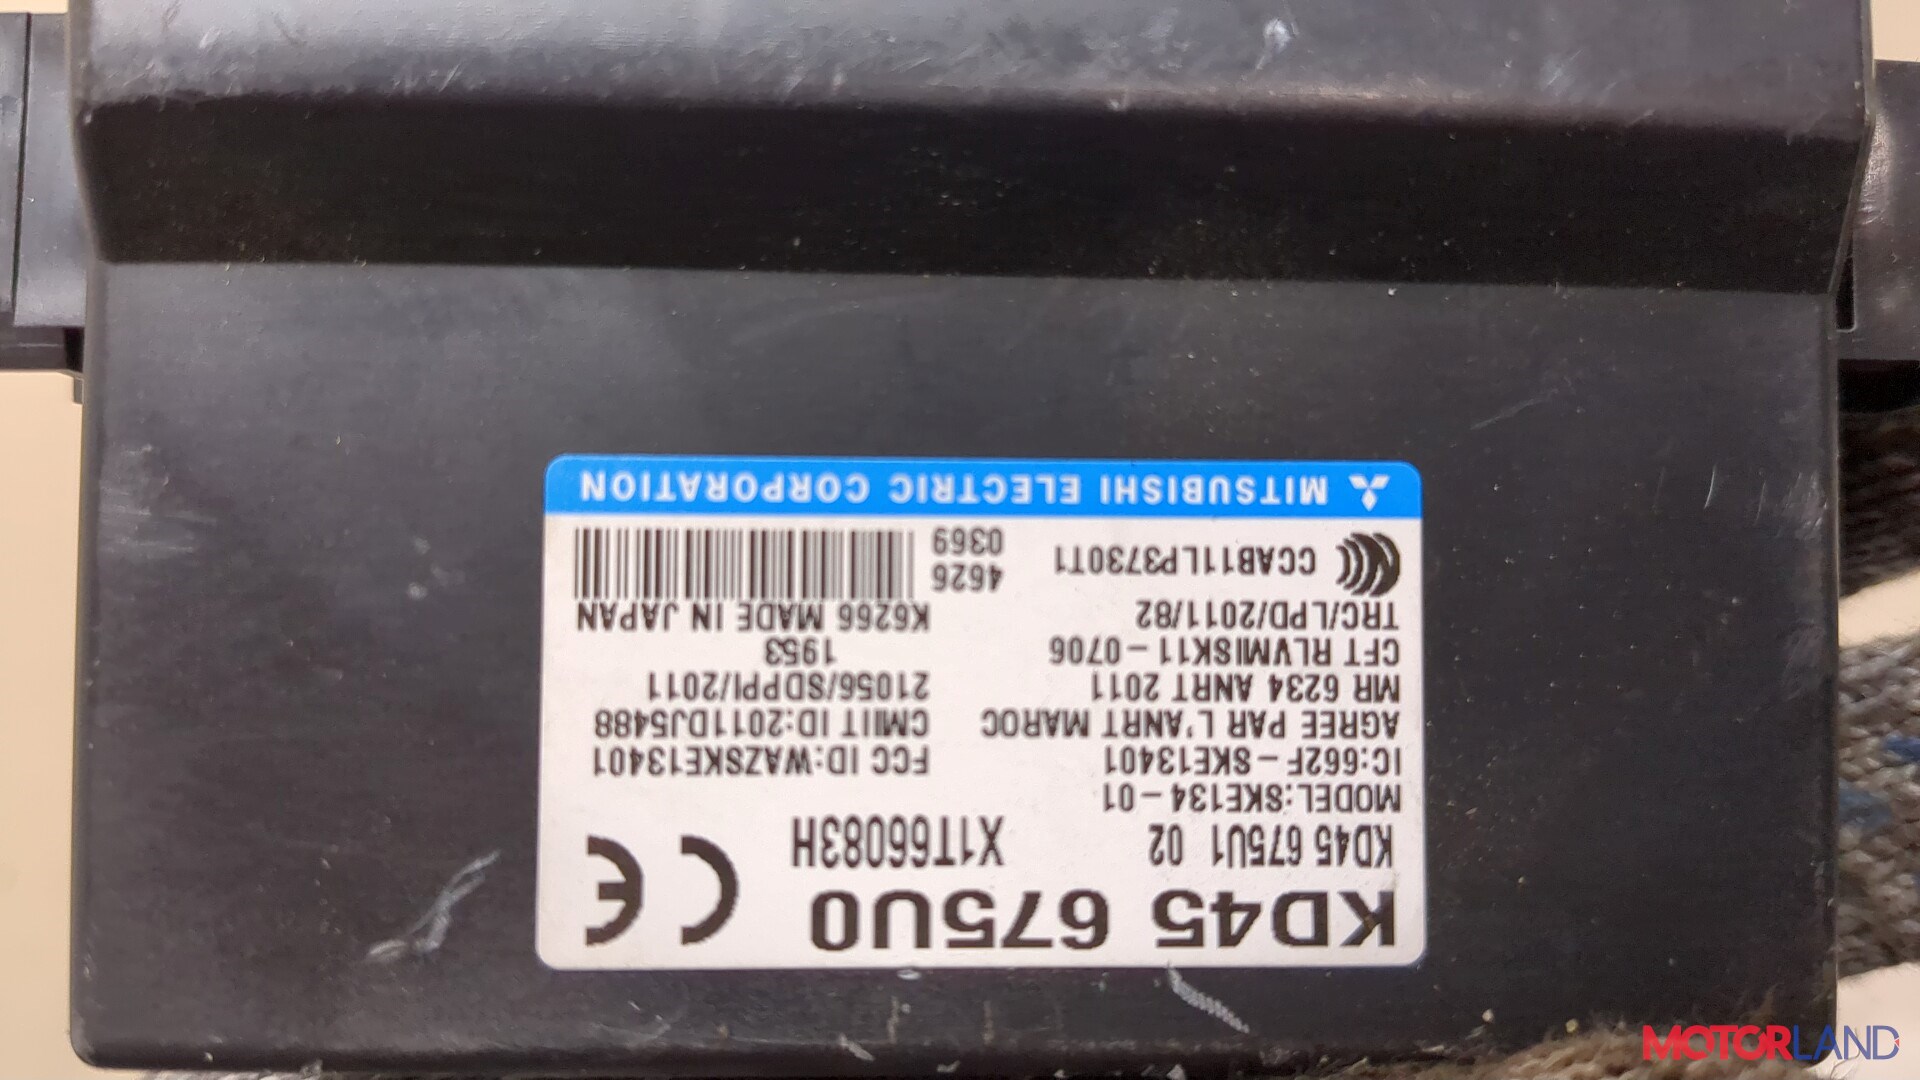 KD45 675U0
KD45 675U1 02
X1T66083H
CE
MODEL:SKE134-01
IC:662F-SKE13401
AGREE PAR L'ANRT MAROC
MR 6234 ANRT 2011
CFT RLVMISK11-0706
TRC/LPD/2011/82
CCAB11LP3730T1
FCC ID:WAZSKE13401
CMIIT ID:2011DJ5488
21056/SDPPI/2011
1953
K6266 MADE IN JAPAN
4626
0369
MITSUBISHI ELECTRIC CORPORATION
MOTORLAND